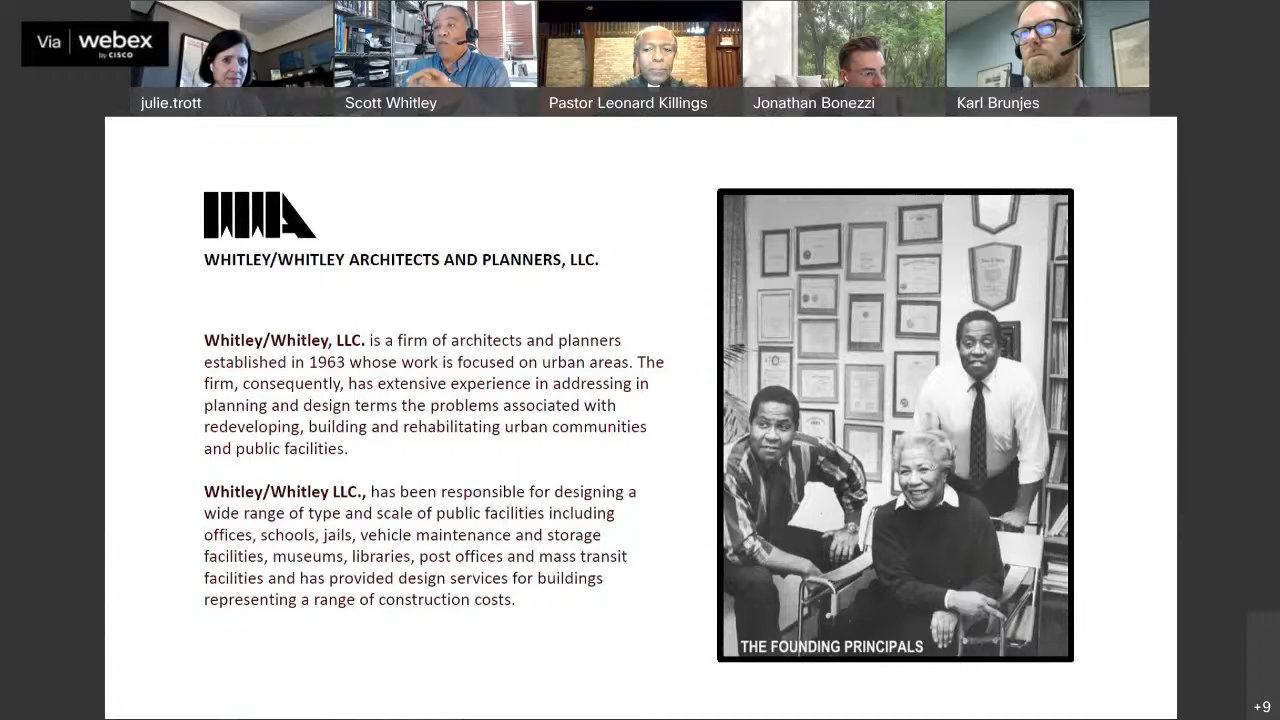 Via | webex
by CISCO
julie.trott
Scott Whitley
Pastor Leonard Killings
Jonathan Bonezzi
Karl Brunjes
WHITLEY/WHITLEY ARCHITECTS AND PLANNERS, LLC.
Whitley/Whitley, LLC. is a firm of architects and planners
established in 1963 whose work is focused on urban areas. The
firm, consequently, has extensive experience in addressing in
planning and design terms the problems associated with
redeveloping, building and rehabilitating urban communities
and public facilities.
Whitley/Whitley LLC., has been responsible for designing a
wide range of type and scale of public facilities including
offices, schools, jails, vehicle maintenance and storage
facilities, museums, libraries, post offices and mass transit
facilities and has provided design services for buildings
representing a range of construction costs.
THE FOUNDING PRINCIPALS
+9